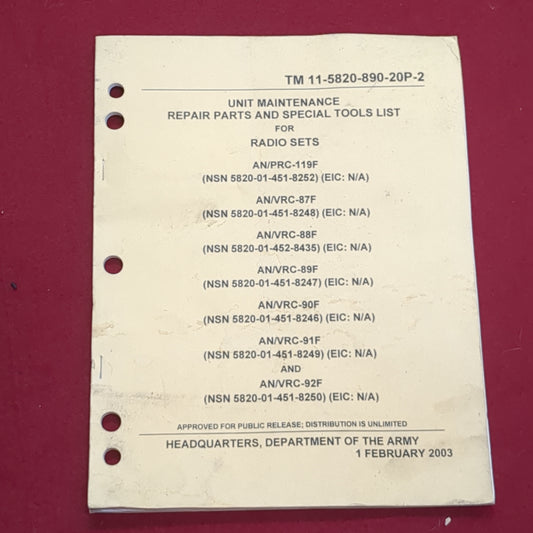 TM 11-5820-890-20P-2
UNIT MAINTENANCE
REPAIR PARTS AND SPECIAL TOOLS LIST
FOR
RADIO SETS
AN/PRC-119F
(NSN 5820-01-451-8252) (EIC: N/A)
AN/VRC-87F
(NSN 5820-01-451-8248) (EIC: N/A)
AN/VRC-88F
(NSN 5820-01-452-8435) (EIC: N/A)
AN/VRC-89F
(NSN 5820-01-451-8247) (EIC: N/A)
AN/VRC-90F
(NSN 5820-01-451-8246) (EIC: N/A)
AN/VRC-91F
(NSN 5820-01-451-8249) (EIC: N/A)
AND
AN/VRC-92F
(NSN 5820-01-451-8250) (EIC: N/A)
APPROVED FOR PUBLIC RELEASE; DISTRIBUTION IS UNLIMITED
HEADQUARTERS, DEPARTMENT OF THE ARMY
1 FEBRUARY 2003